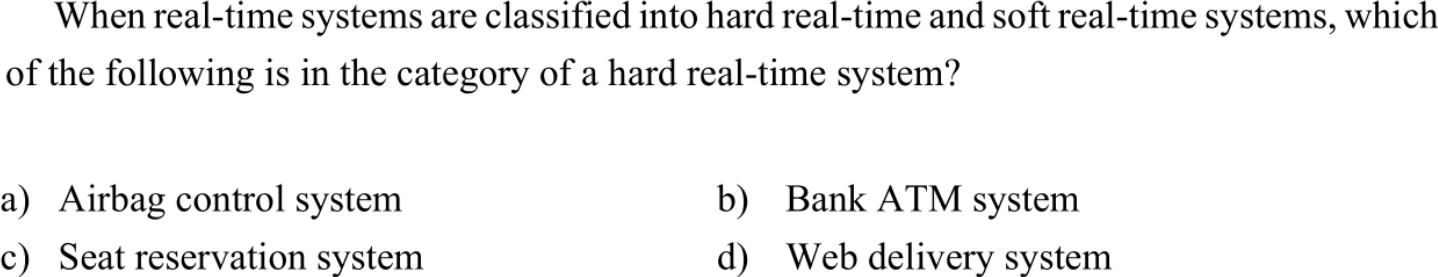 When real-time systems are classified into hard real-time and soft real-time systems, which
of the following is in the category of a hard real-time system?
a) Airbag control system b) Bank ATM system
c) Seat reservation system d) Web delivery system